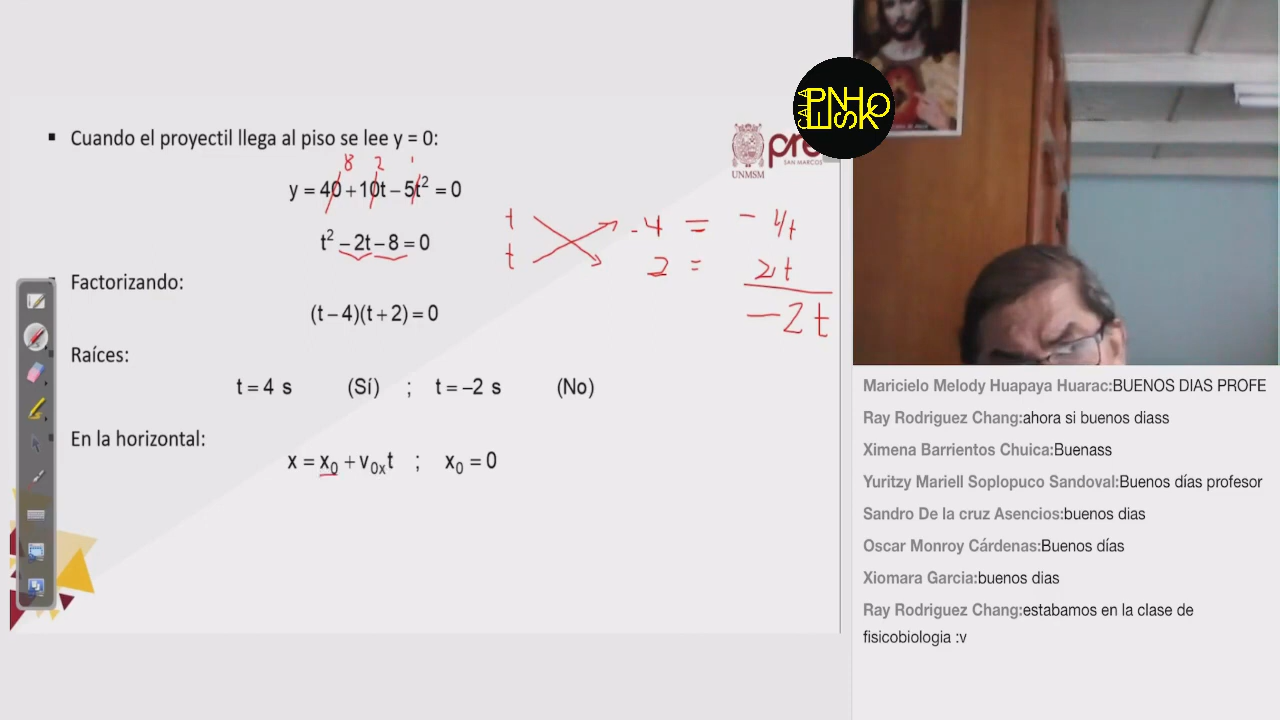 ▪ Cuando el proyectil llega al piso se lee y = 0:
8 2 1
y = 40 + 10t − 5t² = 0
t² − 2t − 8 = 0
Factorizando:
(t − 4)(t + 2) = 0
Raíces:
t = 4 s (Sí) ; t = −2 s (No)
En la horizontal:
x = x₀ + v₀ₓt ; x₀ = 0
t -4 = - 4t
t 2 = 2t
-2t
UNMSM
pre
SAN MARCOS
CALA
PENHSKO
Maricielo Melody Huapaya Huarac:BUENOS DIAS PROFE
Ray Rodriguez Chang:ahora si buenos diass
Ximena Barrientos Chuica:Buenass
Yuritzy Mariell Soplopuco Sandoval:Buenos días profesor
Sandro De la cruz Asencios:buenos dias
Oscar Monroy Cárdenas:Buenos días
Xiomara Garcia:buenos dias
Ray Rodriguez Chang:estabamos en la clase de
fisicobiologia :v